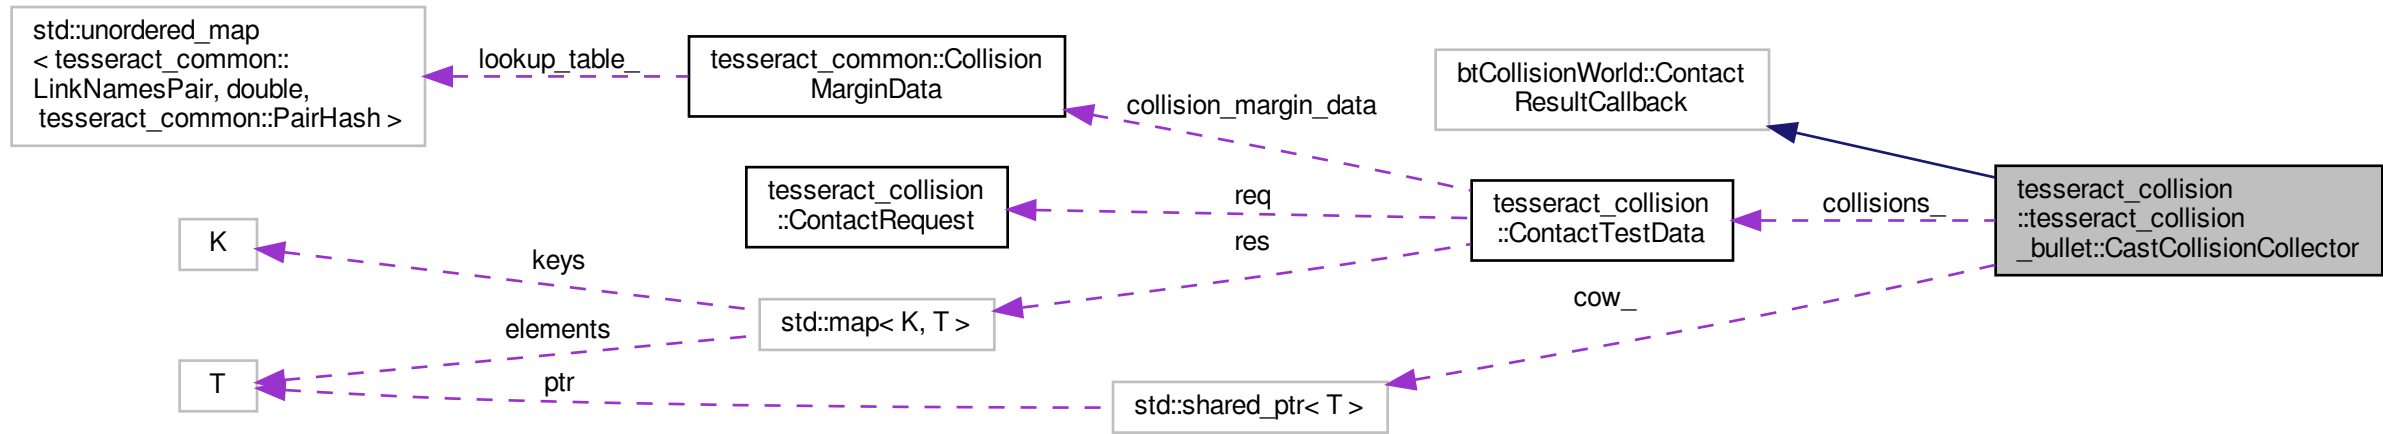 std::unordered_map
< tesseract_common::
LinkNamesPair, double,
tesseract_common::PairHash >
lookup_table_
tesseract_common::Collision
MarginData
collision_margin_data
btCollisionWorld::Contact
ResultCallback
tesseract_collision
::ContactRequest
req
res
tesseract_collision
::ContactTestData
collisions_
tesseract_collision
::tesseract_collision
_bullet::CastCollisionCollector
K
keys
std::map< K, T >
elements
cow_
T
ptr
std::shared_ptr< T >